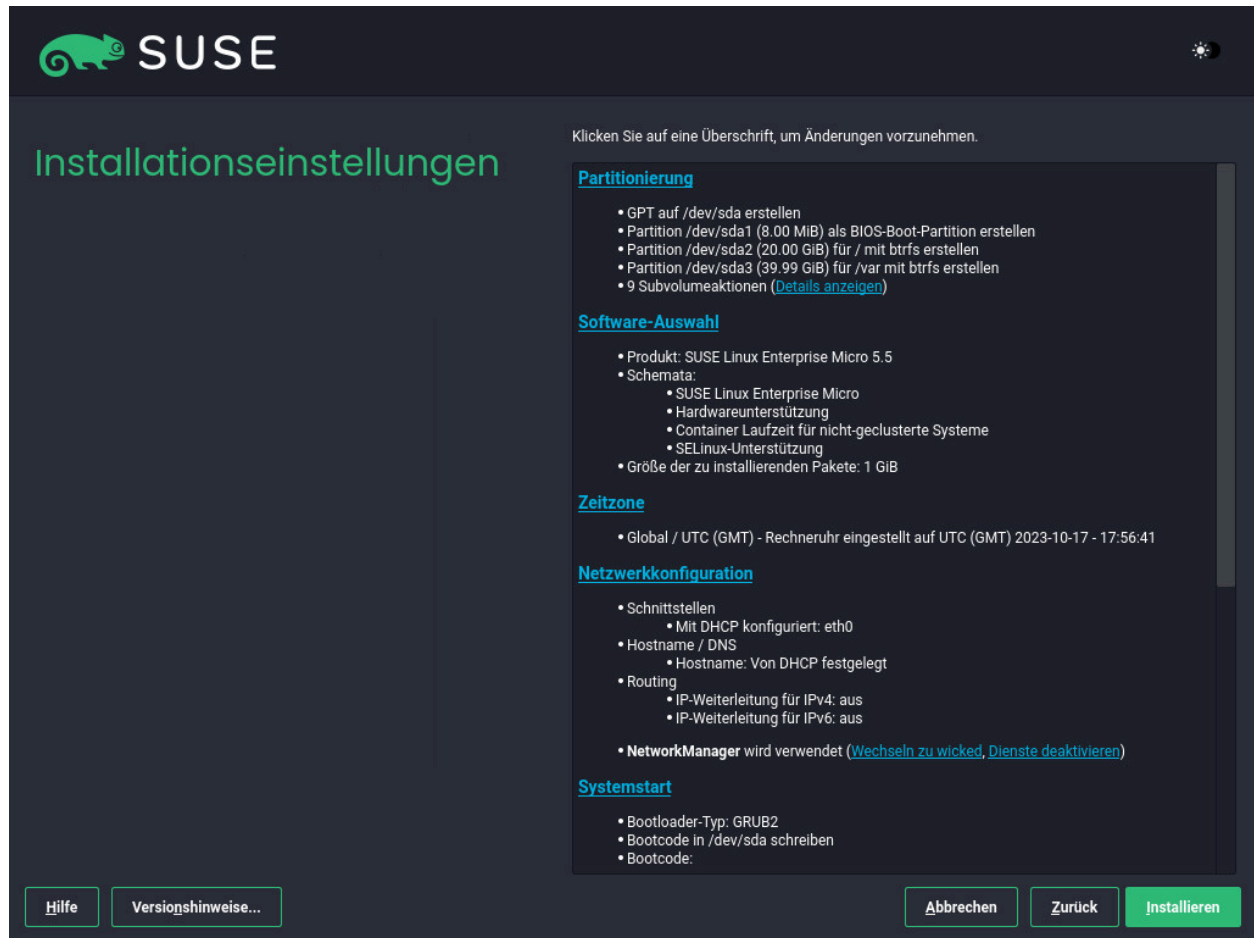 SUSE
Installationseinstellungen
Klicken Sie auf eine Überschrift, um Änderungen vorzunehmen.
Partitionierung
• GPT auf /dev/sda erstellen
• Partition /dev/sda1 (8.00 MiB) als BIOS-Boot-Partition erstellen
• Partition /dev/sda2 (20.00 GiB) für / mit btrfs erstellen
• Partition /dev/sda3 (39.99 GiB) für /var mit btrfs erstellen
• 9 Subvolumeaktionen (Details anzeigen)
Software-Auswahl
• Produkt: SUSE Linux Enterprise Micro 5.5
• Schemata:
• SUSE Linux Enterprise Micro
• Hardwareunterstützung
• Container Laufzeit für nicht-geclusterte Systeme
• SELinux-Unterstützung
• Größe der zu installierenden Pakete: 1 GiB
Zeitzone
• Global / UTC (GMT) - Rechneruhr eingestellt auf UTC (GMT) 2023-10-17 - 17:56:41
Netzwerkkonfiguration
• Schnittstellen
• Mit DHCP konfiguriert: eth0
• Hostname / DNS
• Hostname: Von DHCP festgelegt
• Routing
• IP-Weiterleitung für IPv4: aus
• IP-Weiterleitung für IPv6: aus
• NetworkManager wird verwendet (Wechseln zu wicked, Dienste deaktivieren)
Systemstart
• Bootloader-Typ: GRUB2
• Bootcode in /dev/sda schreiben
• Bootcode:
Hilfe Versionshinweise... Abbrechen Zurück Installieren